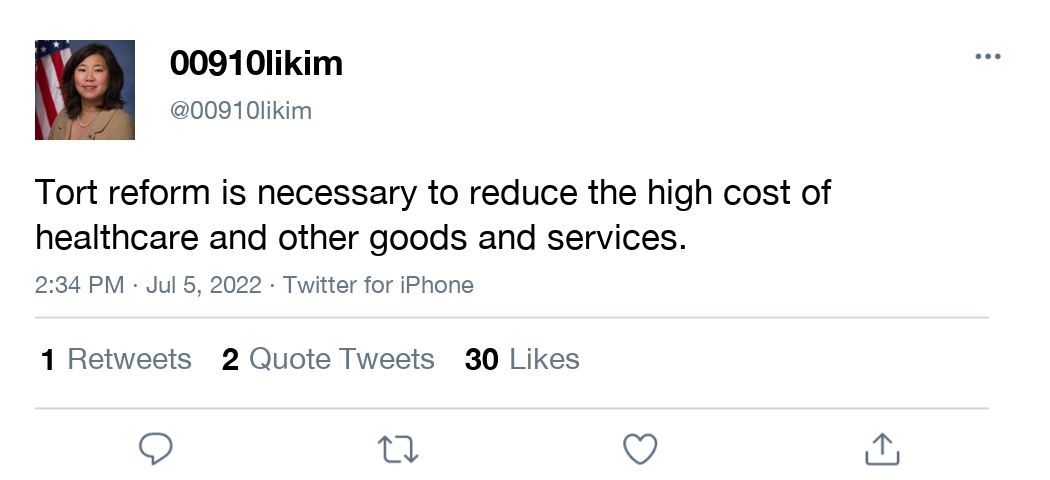 00910likim
@00910likim
Tort reform is necessary to reduce the high cost of
healthcare and other goods and services.
2:34 PM · Jul 5, 2022 · Twitter for iPhone
1 Retweets 2 Quote Tweets 30 Likes